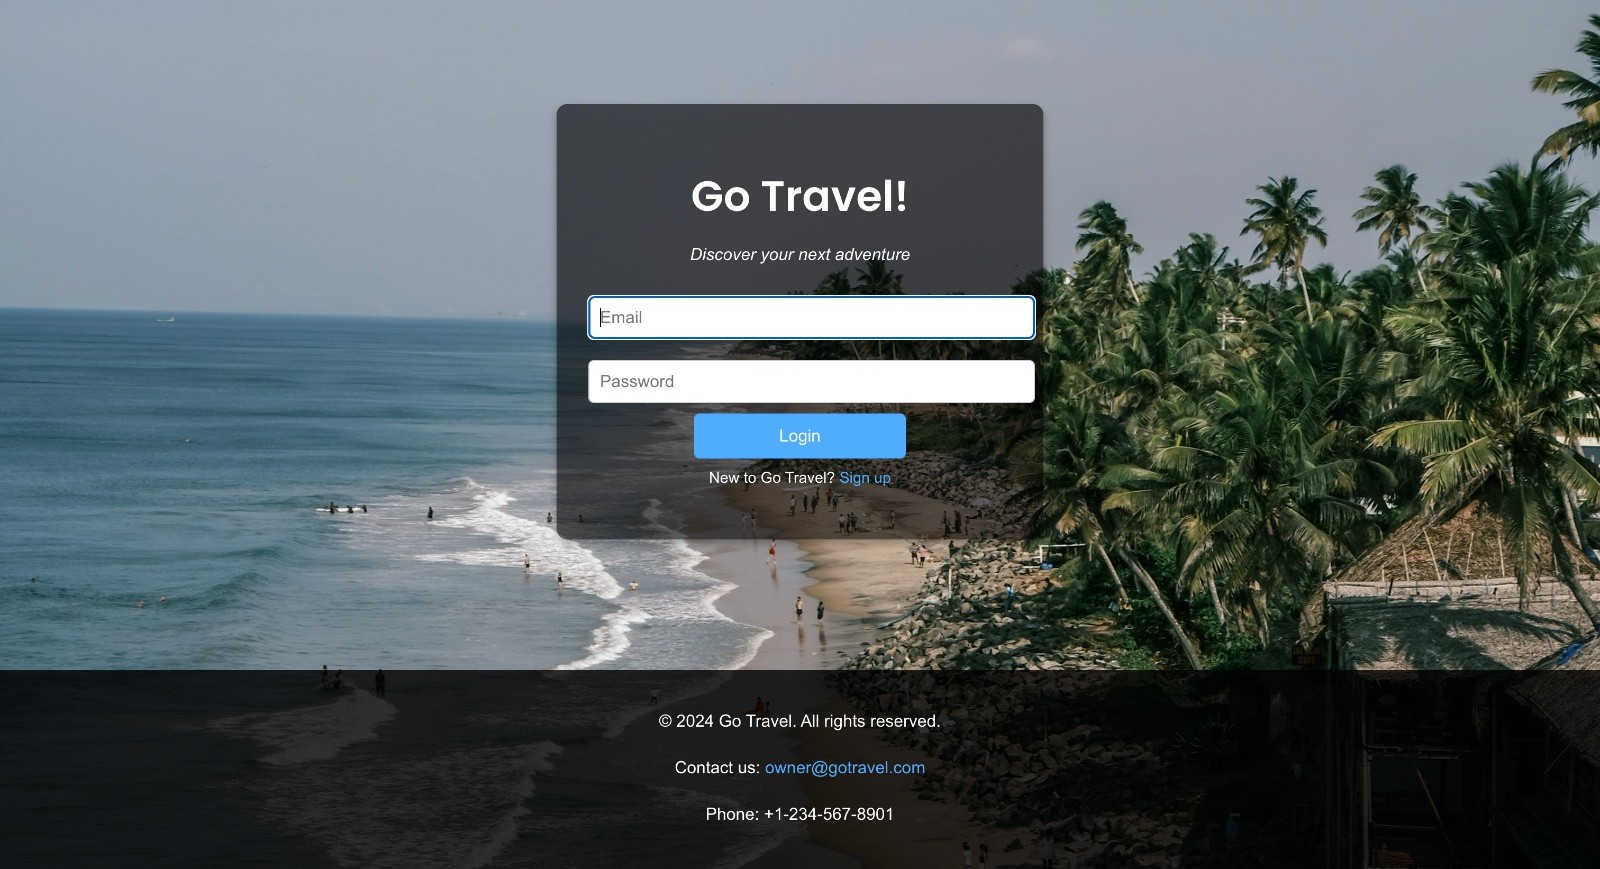 Go Travel!
Discover your next adventure
Email
Password
Login
New to Go Travel? Sign up
© 2024 Go Travel. All rights reserved.
Contact us: owner@gotravel.com
Phone: +1-234-567-8901